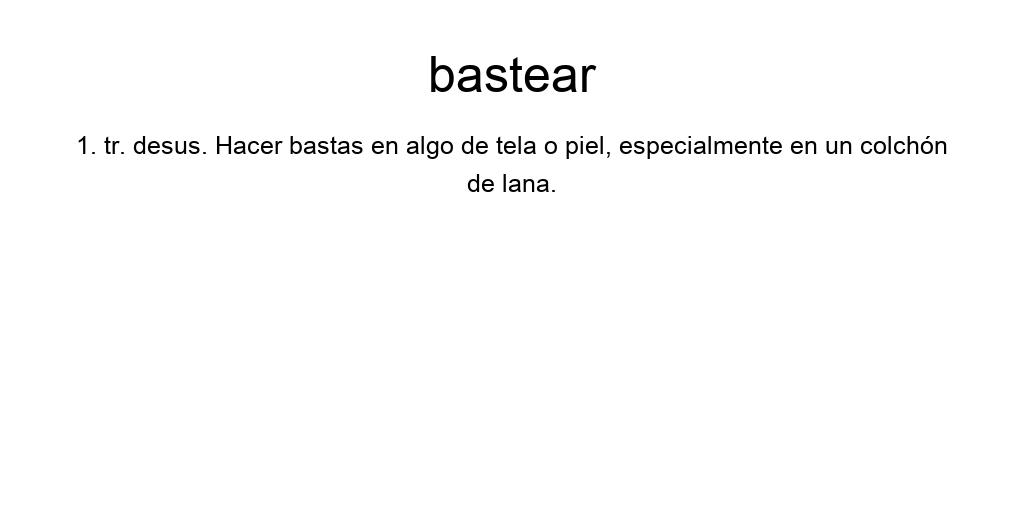 bastear
1. tr. desus. Hacer bastas en algo de tela o piel, especialmente en un colchón
de lana.